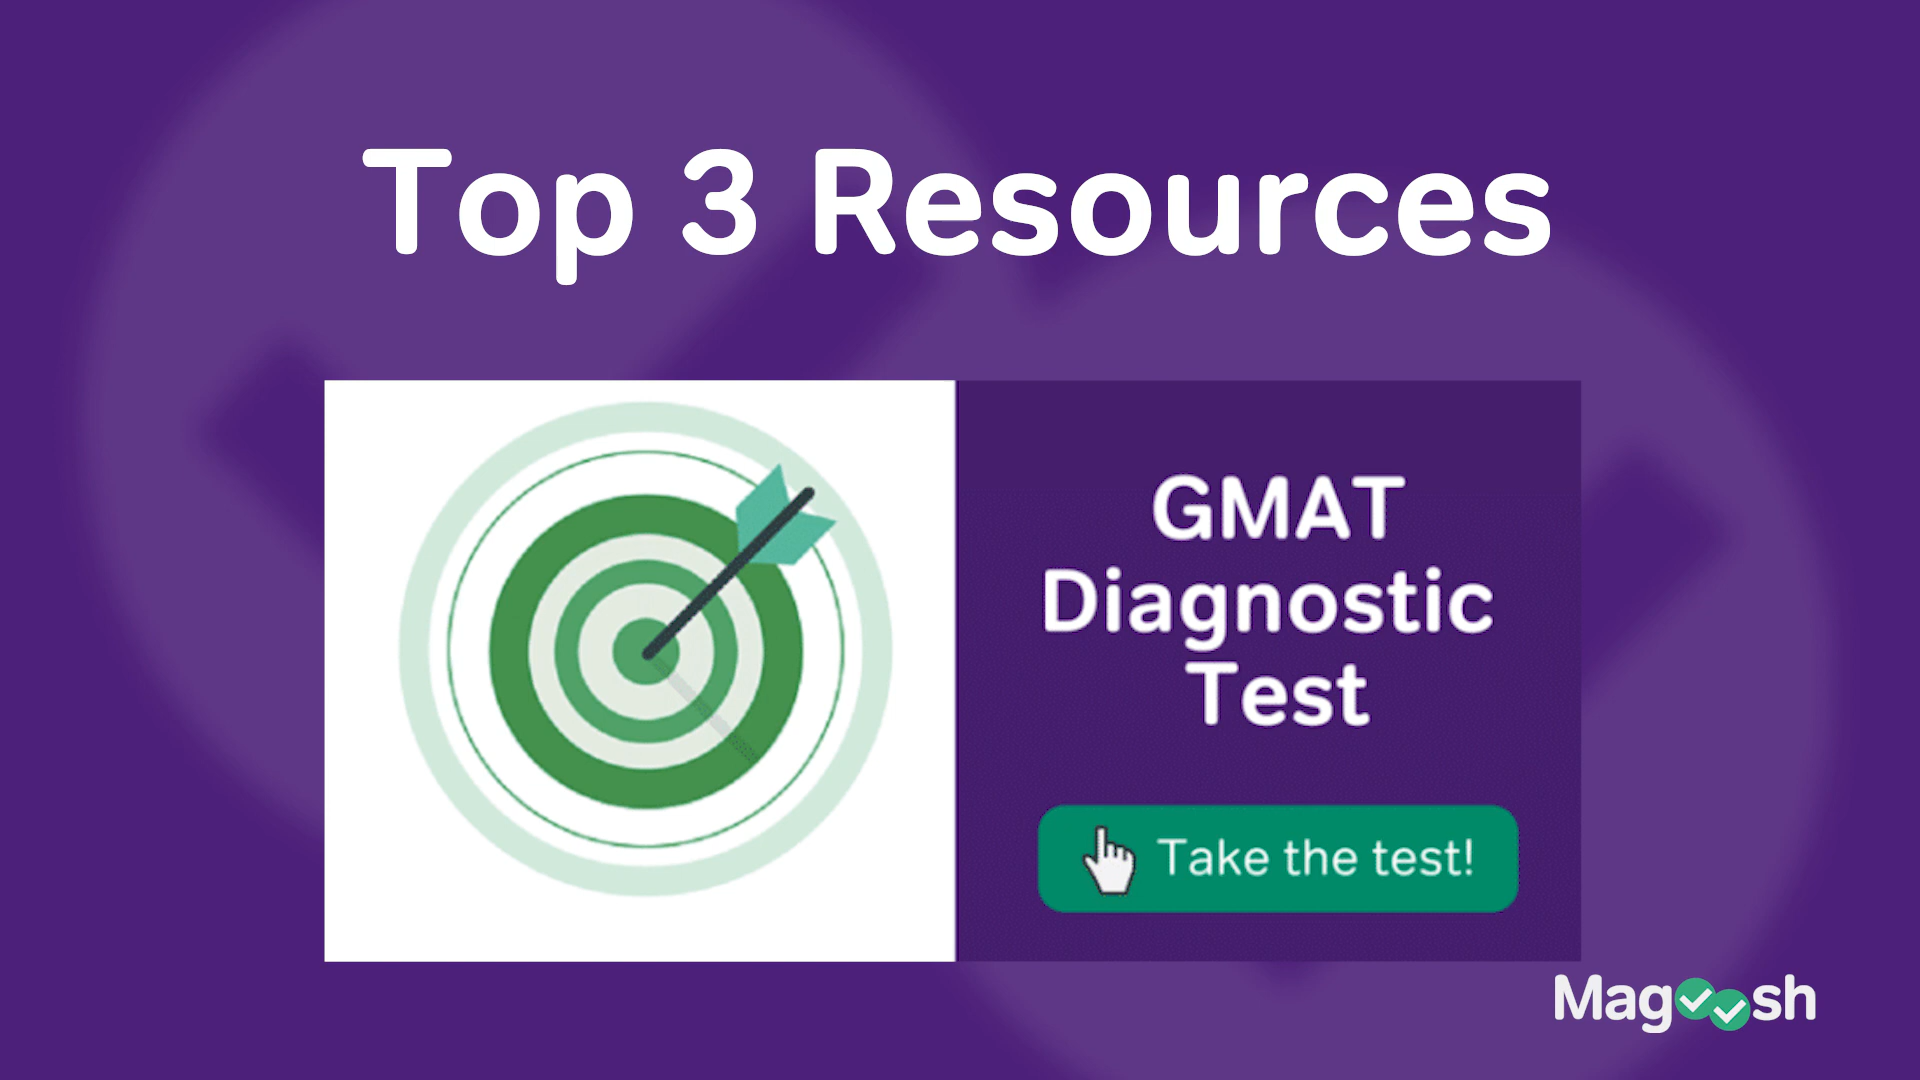 Top 3 Resources
GMAT
Diagnostic
Test
Take the test!
Magoosh